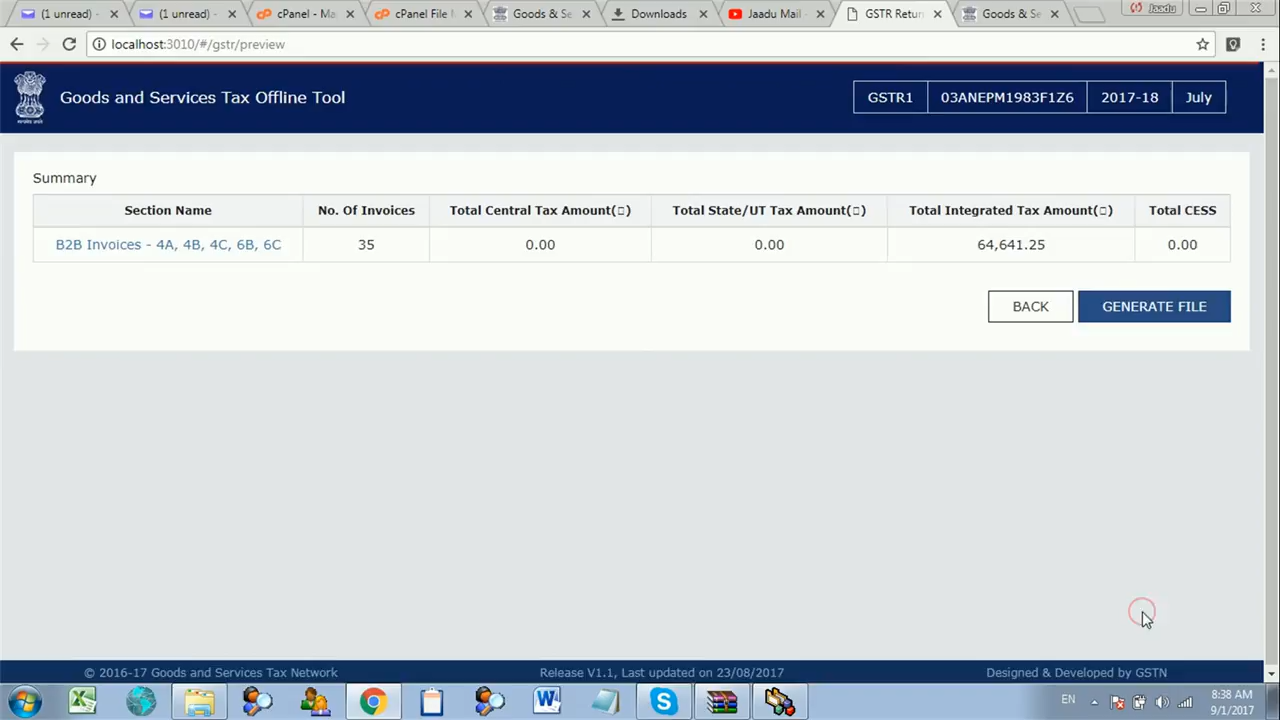 (1 unread) -
(1 unread) -
cPanel - Ma
cPanel File M
Goods & Se
Downloads
Jaadu Mail -
GSTR Retur
Goods & Se
Jaadu
localhost:3010/#/gstr/preview
Goods and Services Tax Offline Tool
GSTR1 03ANEPM1983F1Z6 2017-18 July
Summary
Section Name No. Of Invoices Total Central Tax Amount(▯) Total State/UT Tax Amount(▯) Total Integrated Tax Amount(▯) Total CESS
B2B Invoices - 4A, 4B, 4C, 6B, 6C 35 0.00 0.00 64,641.25 0.00
BACK GENERATE FILE
© 2016-17 Goods and Services Tax Network Release V1.1, Last updated on 23/08/2017 Designed & Developed by GSTN
EN
8:38 AM
9/1/2017